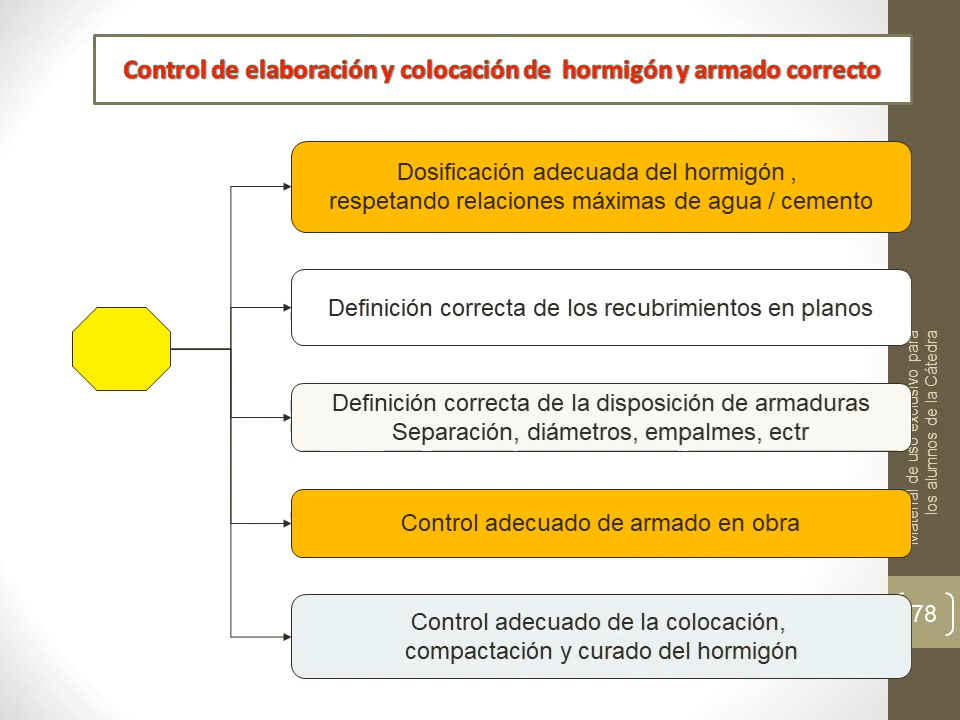 Control de elaboración y colocación de hormigón y armado correcto
Dosificación adecuada del hormigón ,
respetando relaciones máximas de agua / cemento
Definición correcta de los recubrimientos en planos
Definición correcta de la disposición de armaduras
Separación, diámetros, empalmes, ectr
Control adecuado de armado en obra
Control adecuado de la colocación,
compactación y curado del hormigón
Material de uso exclusivo para
los alumnos de la Cátedra
78